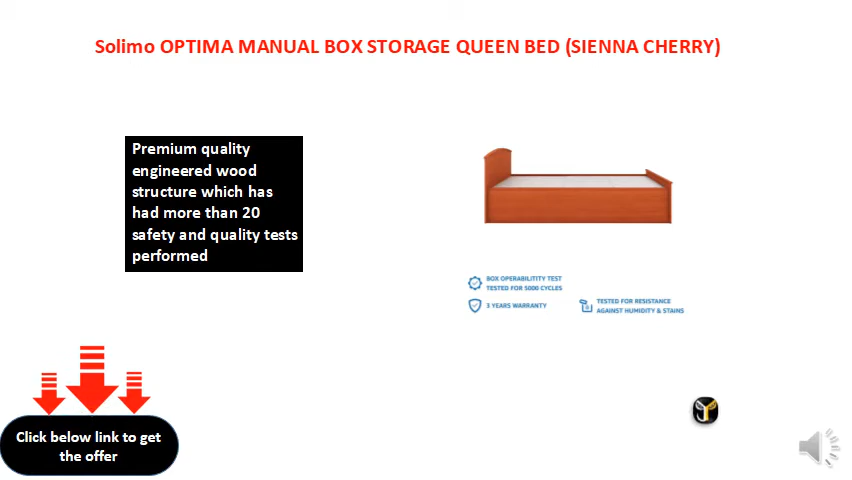 Solimo OPTIMA MANUAL BOX STORAGE QUEEN BED (SIENNA CHERRY)
Premium quality
engineered wood
structure which has
had more than 20
safety and quality tests
performed
BOX OPERABILITITY TEST
TESTED FOR 5000 CYCLES
3 YEARS WARRANTY
TESTED FOR RESISTANCE
AGAINST HUMIDITY & STAINS
Click below link to get
the offer